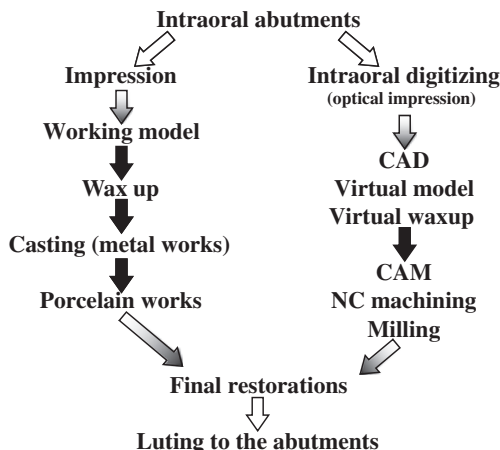 Intraoral abutments
Impression
Working model
Wax up
Casting (metal works)
Porcelain works
Intraoral digitizing
(optical impression)
CAD
Virtual model
Virtual waxup
CAM
NC machining
Milling
Final restorations
Luting to the abutments